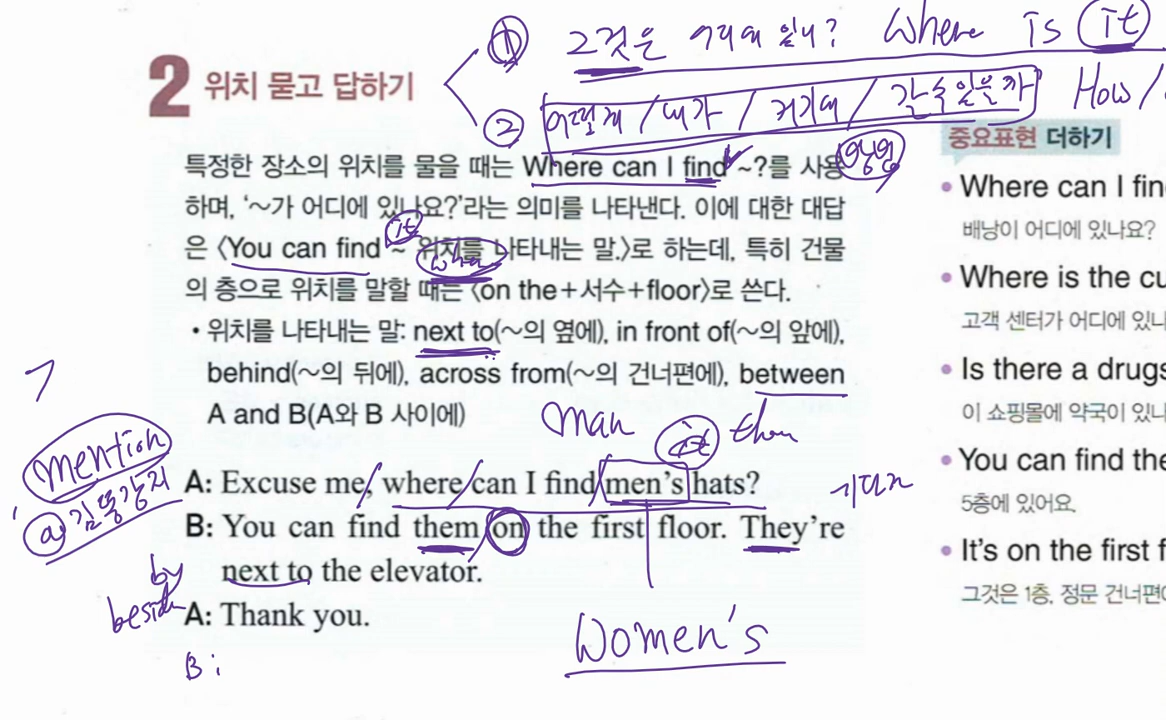 ① 그것은 어디에 있니? Where is it
2 위치 묻고 답하기
② 어떻게 / 내가 / 거기에 / 갈 수 있을까 How /
중요표현 더하기
특정한 장소의 위치를 물을 때는 Where can I find ~?를 사용
하며, ‘~가 어디에 있나요?’라는 의미를 나타낸다. 이에 대한 대답
it
은 〈You can find ~ 위치를 나타내는 말.〉로 하는데, 특히 건물
의 층으로 위치를 말할 때는 〈on the+서수+floor〉로 쓴다.
• 위치를 나타내는 말: next to(~의 옆에), in front of(~의 앞에),
behind(~의 뒤에), across from(~의 건너편에), between
A and B(A와 B 사이에)
man it
mention
@김똥강지
A: Excuse me, where can I find men’s hats?
B: You can find them on the first floor. They’re
next to the elevator.
by
beside
A: Thank you.
B:
Women's
• Where can I fin
배낭이 어디에 있나요?
• Where is the cu
고객 센터가 어디에 있나
• Is there a drugs
이 쇼핑몰에 약국이 있나
• You can find the
5층에 있어요.
• It’s on the first f
그것은 1층, 정문 건너편에